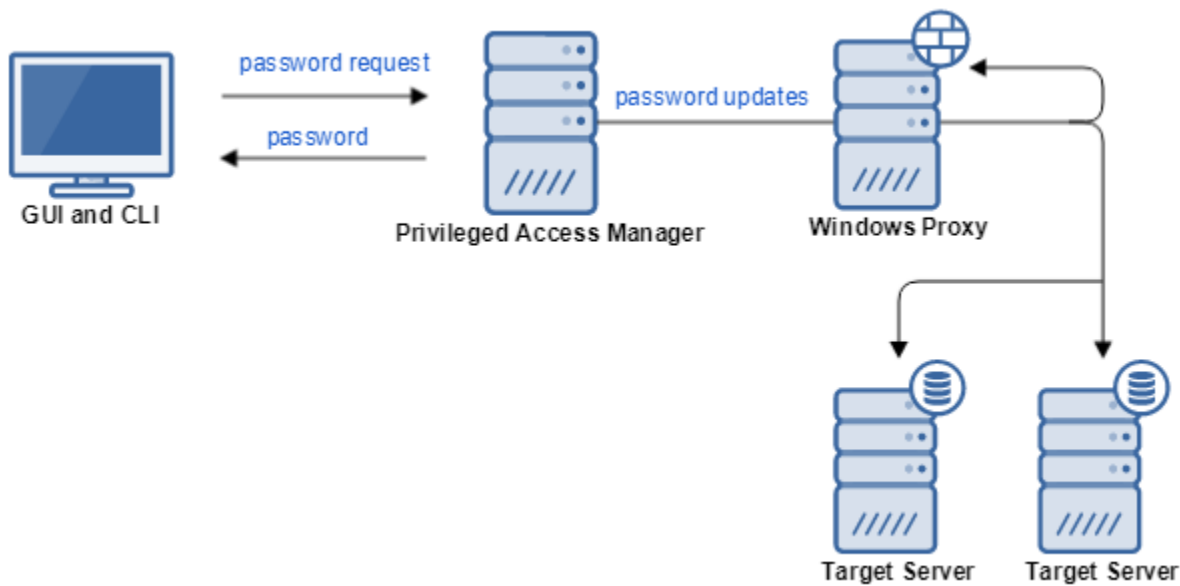 password request
password updates
password
GUI and CLI
Privileged Access Manager
Windows Proxy
Target Server
Target Server